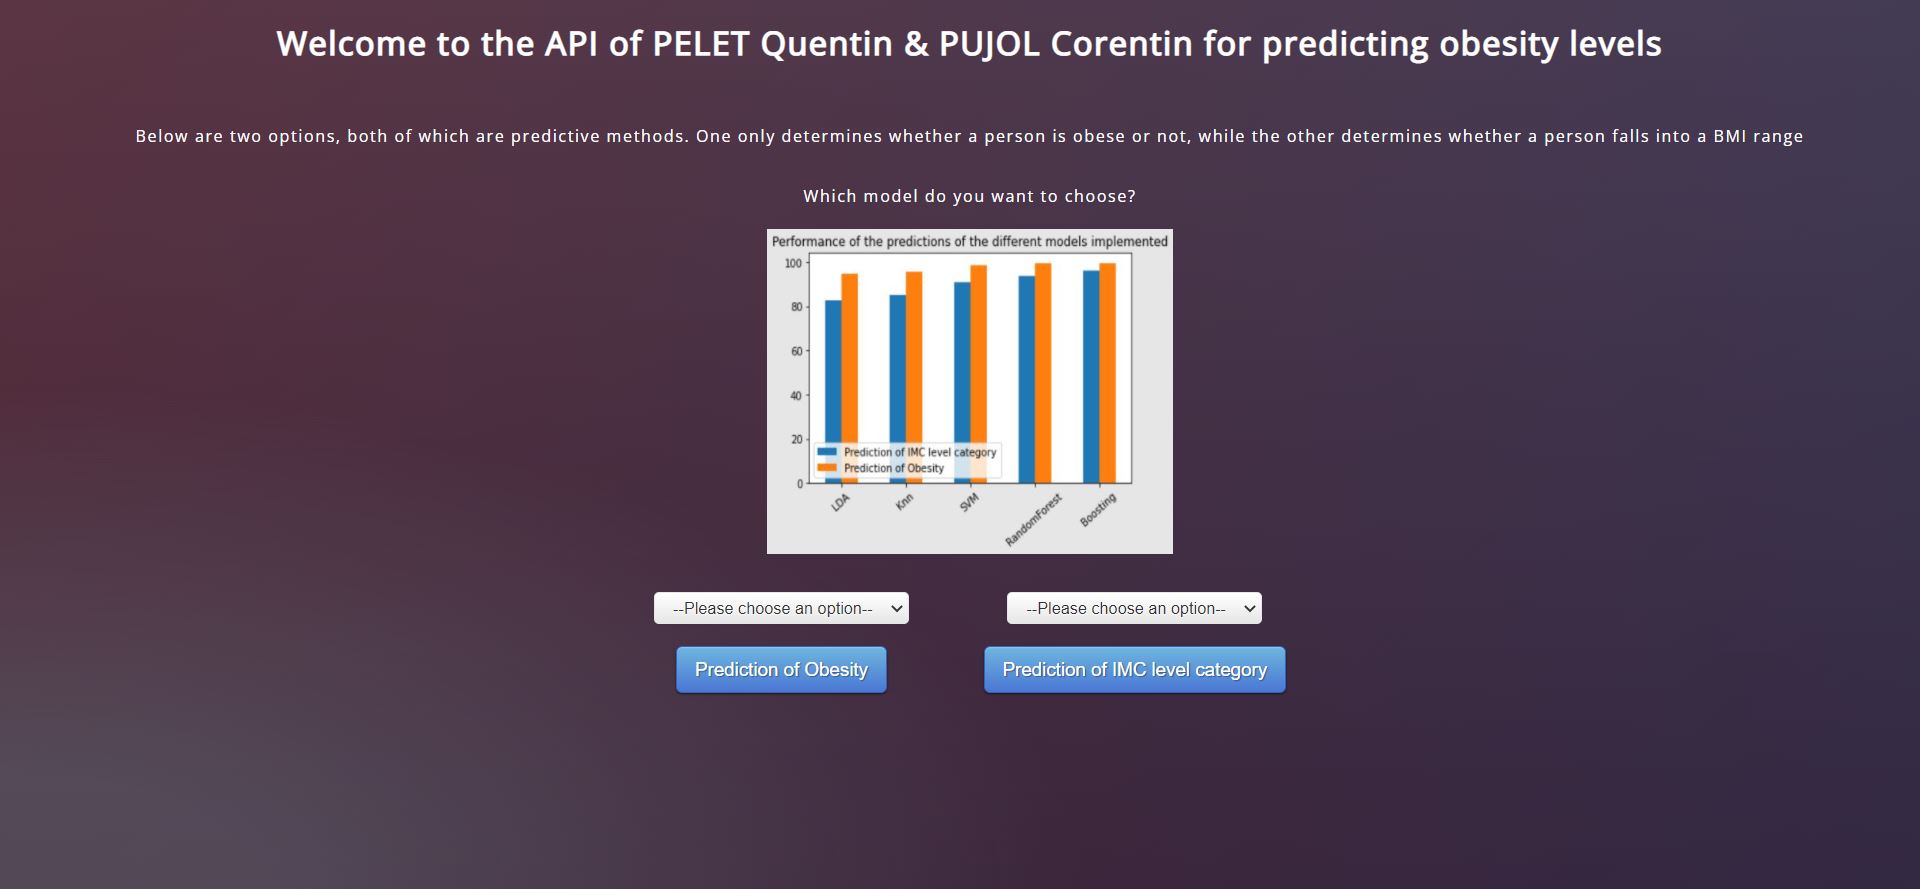 Welcome to the API of PELET Quentin & PUJOL Corentin for predicting obesity levels
Below are two options, both of which are predictive methods. One only determines whether a person is obese or not, while the other determines whether a person falls into a BMI range
Which model do you want to choose?
Performance of the predictions of the different models implemented
100
80
60
40
20
0
Prediction of IMC level category
Prediction of Obesity
LDA
Knn
SVM
RandomForest
Boosting
--Please choose an option--
--Please choose an option--
Prediction of Obesity
Prediction of IMC level category